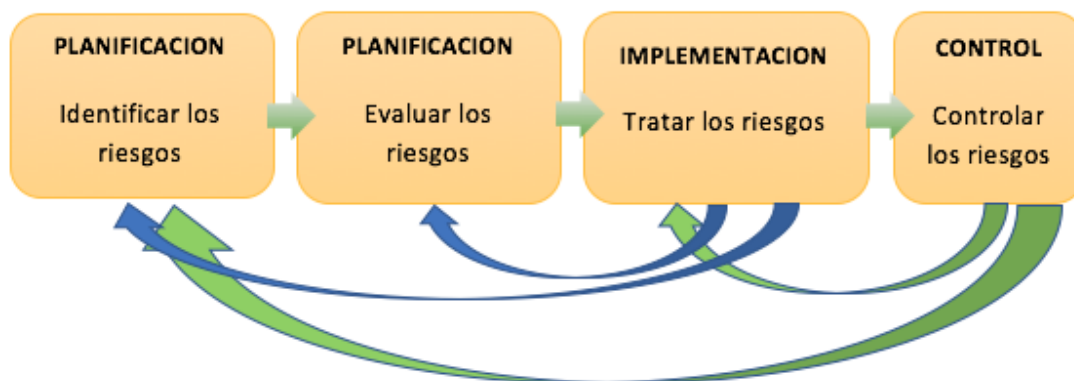 PLANIFICACION
Identificar los
riesgos
PLANIFICACION
Evaluar los
riesgos
IMPLEMENTACION
Tratar los riesgos
CONTROL
Controlar
los riesgos